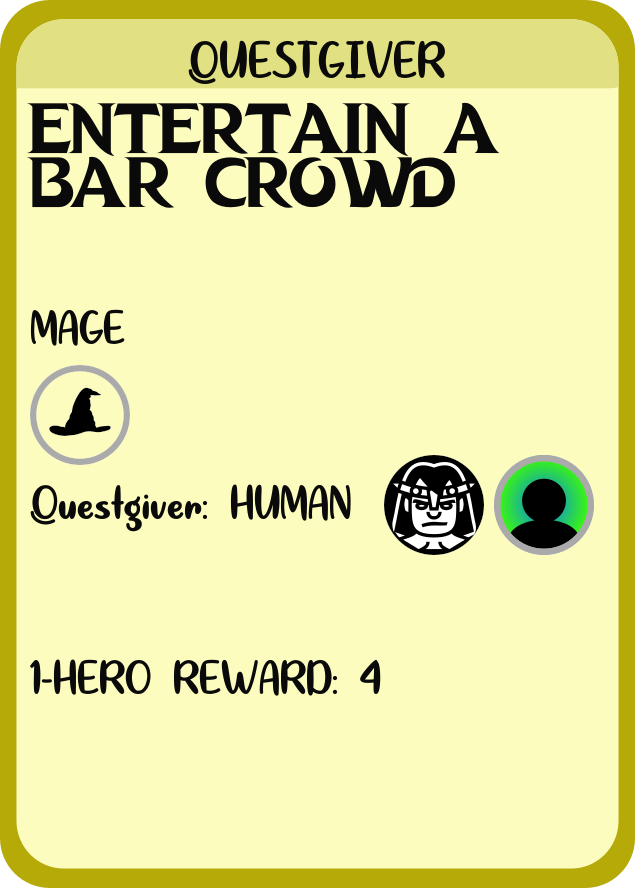 QUESTGIVER
ENTERTAIN A
BAR CROWD
MAGE
Questgiver: HUMAN
1-HERO REWARD: 4